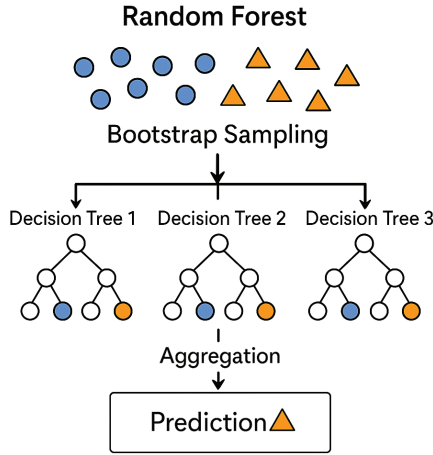 Random Forest
Bootstrap Sampling
Decision Tree 1
Decision Tree 2
Decision Tree 3
Aggregation
Prediction